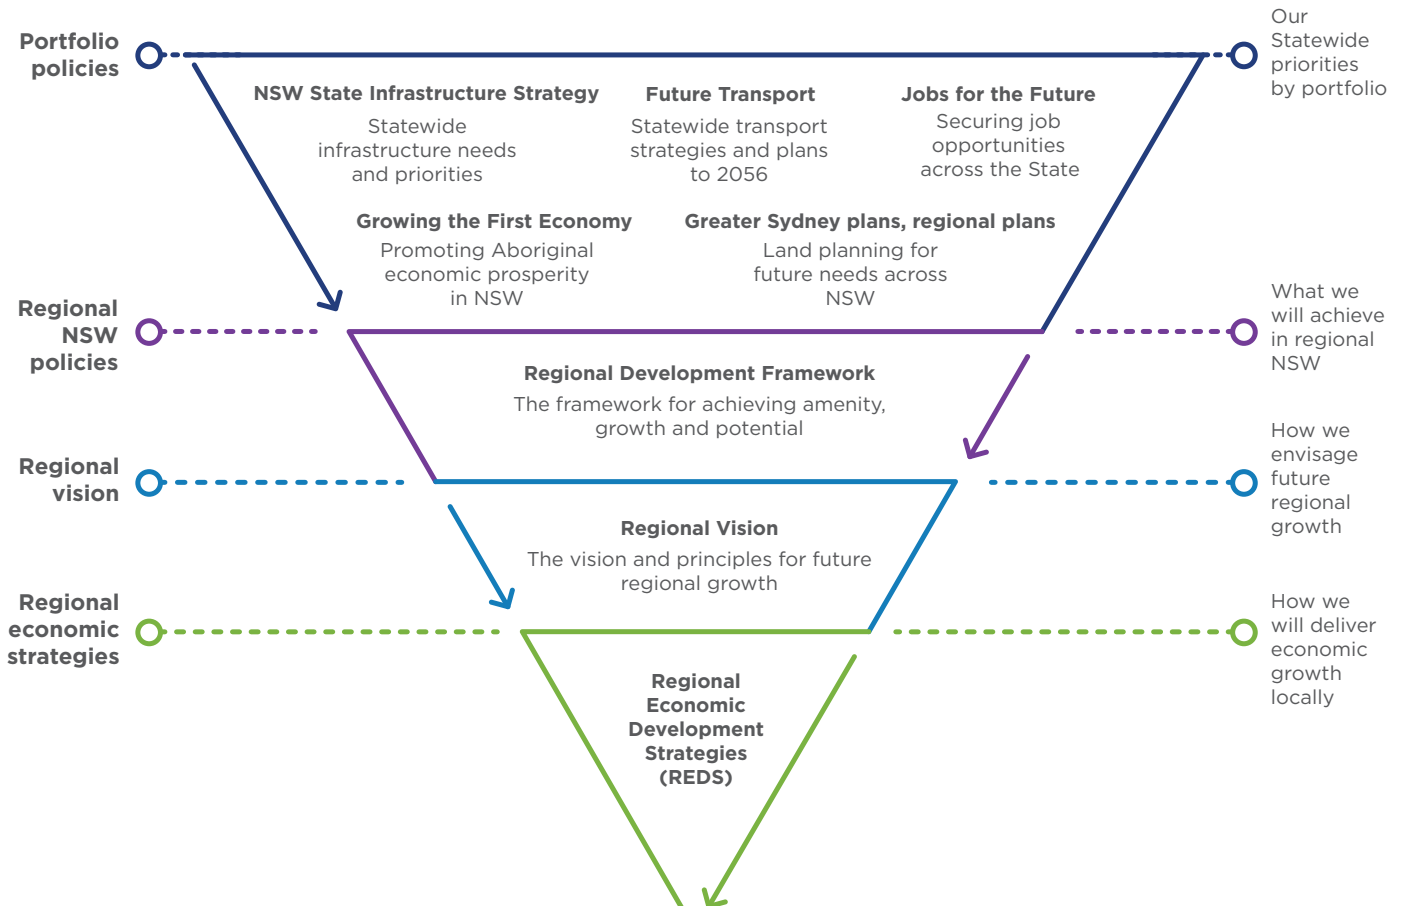 Portfolio
policies
Our
Statewide
priorities
by portfolio
NSW State Infrastructure Strategy
Statewide
infrastructure needs
and priorities
Future Transport
Statewide transport
strategies and plans
to 2056
Jobs for the Future
Securing job
opportunities
across the State
Growing the First Economy
Promoting Aboriginal
economic prosperity
in NSW
Greater Sydney plans, regional plans
Land planning for
future needs across
NSW
Regional
NSW
policies
What we
will achieve
in regional
NSW
Regional Development Framework
The framework for achieving amenity,
growth and potential
Regional
vision
How we
envisage
future
regional
growth
Regional Vision
The vision and principles for future
regional growth
Regional
economic
strategies
How we
will deliver
economic
growth
locally
Regional
Economic
Development
Strategies
(REDS)